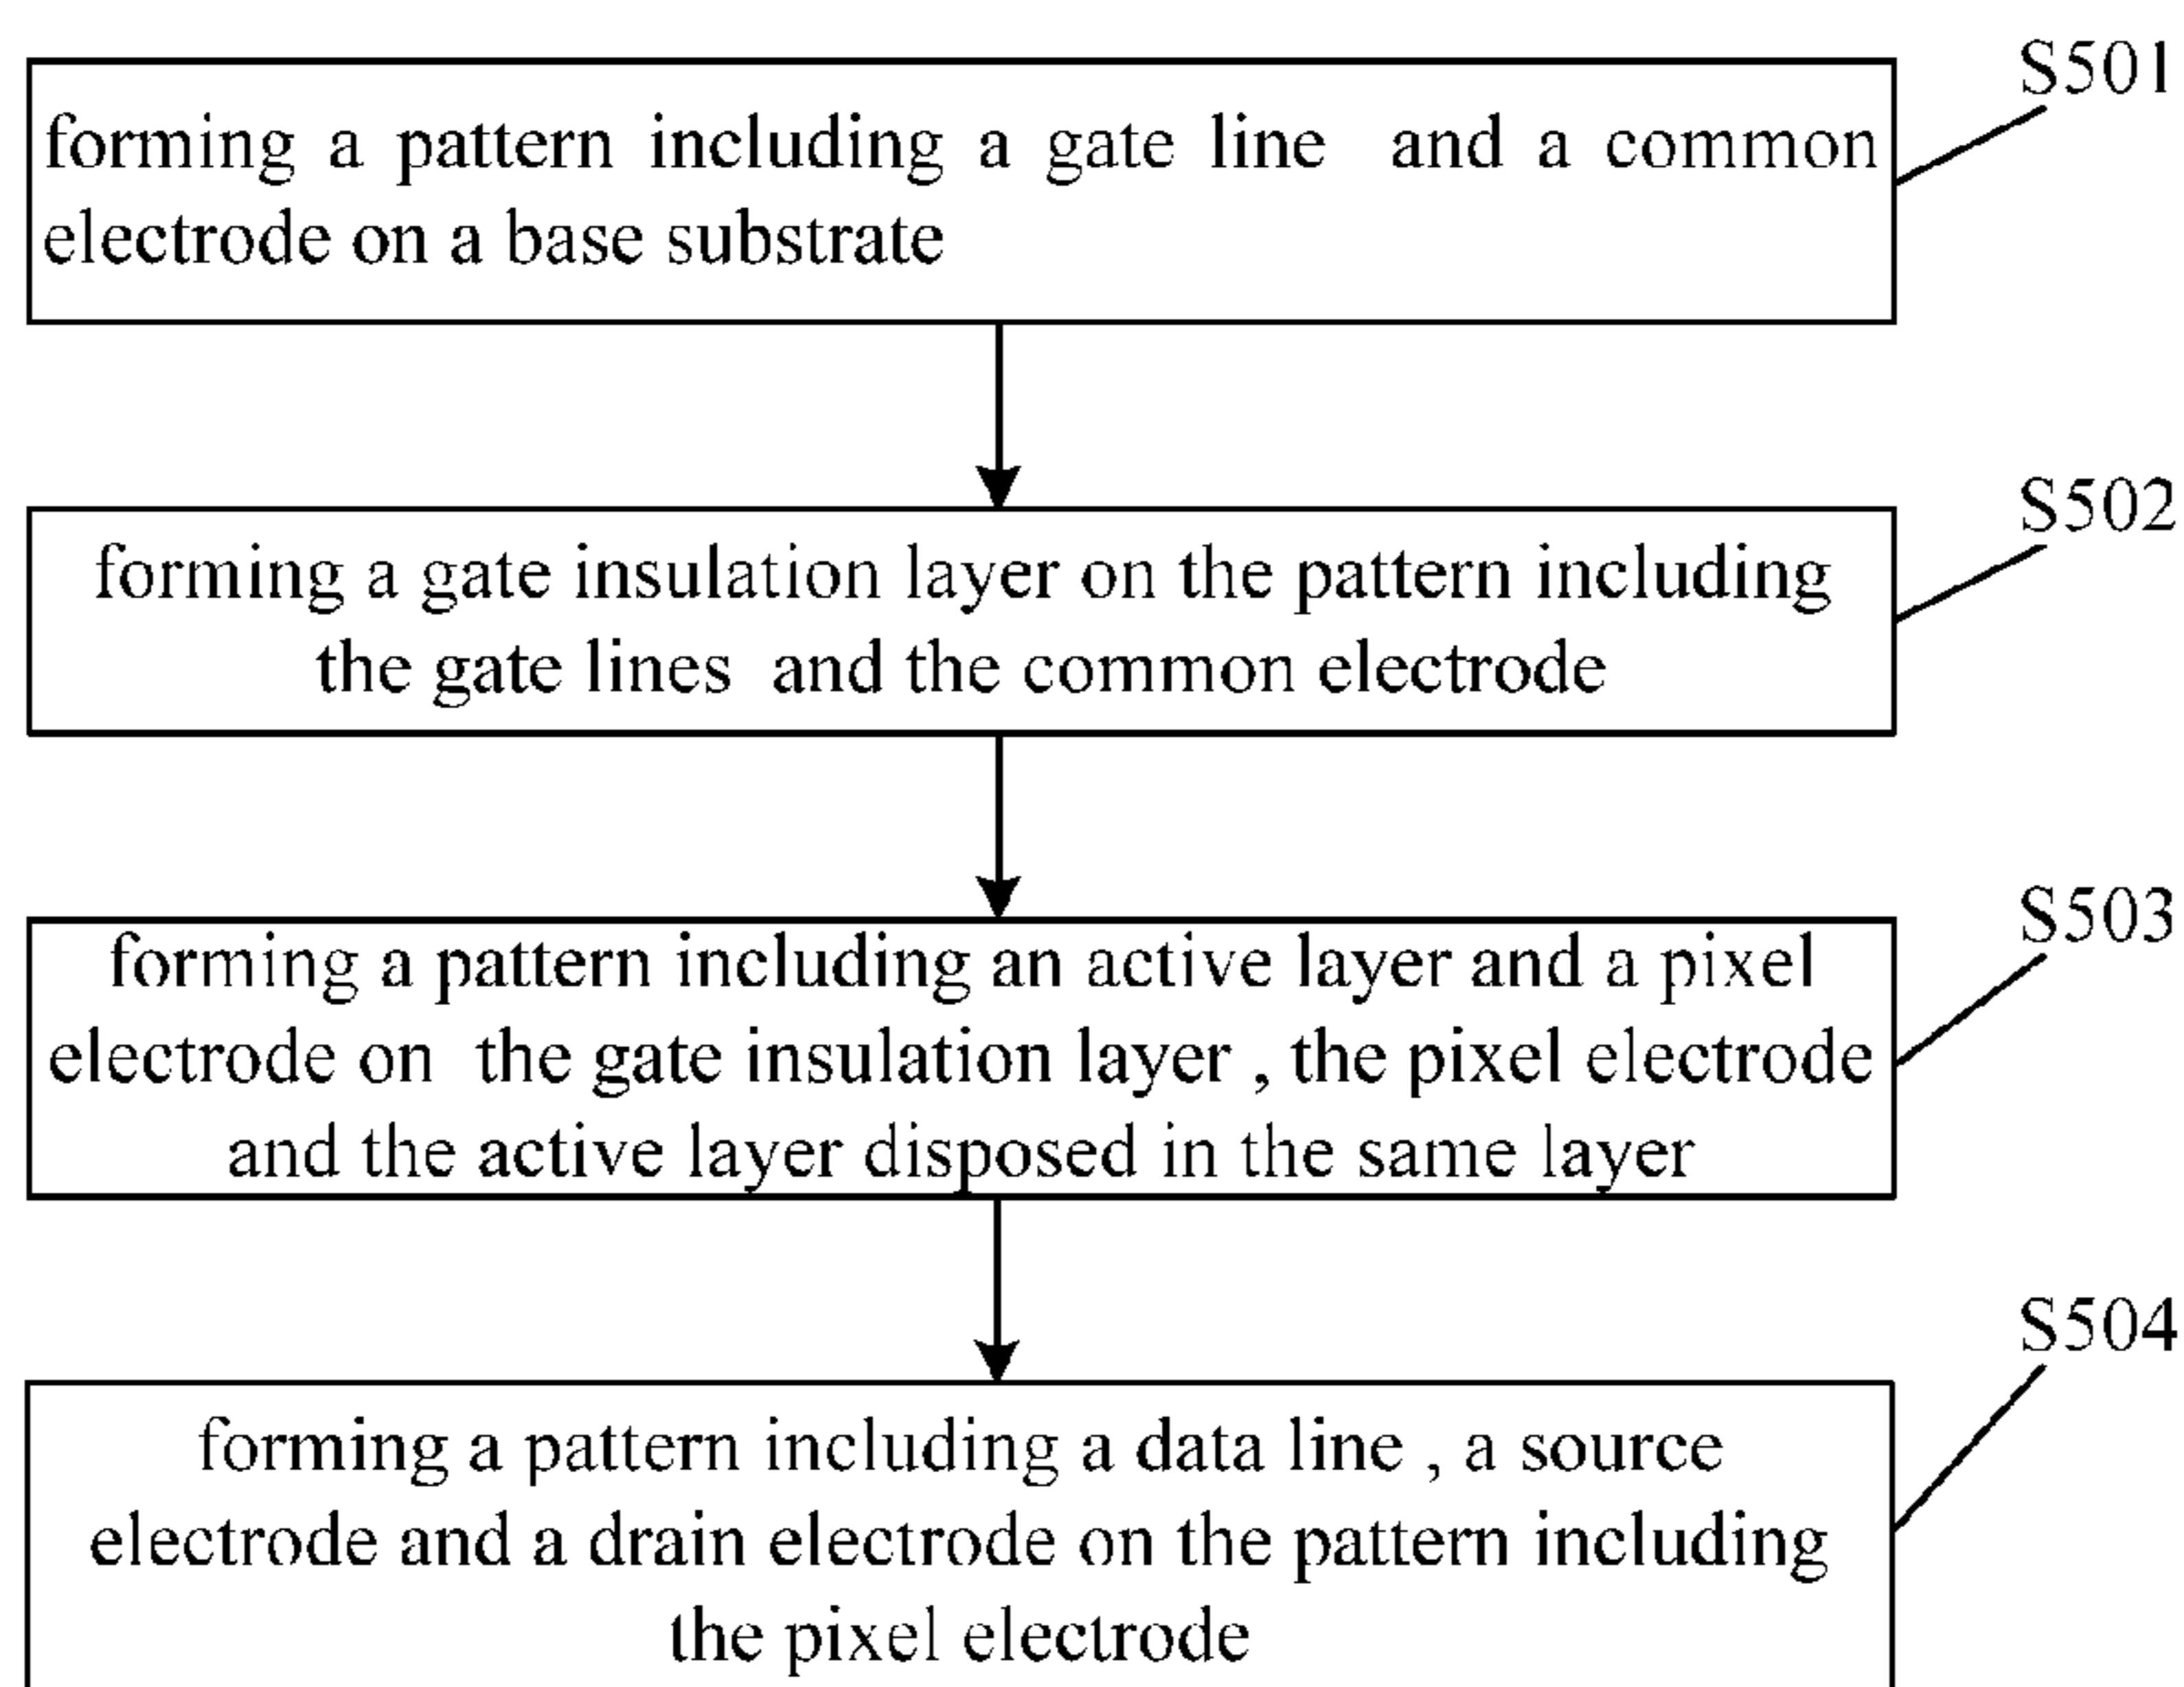 S501
forming a pattern including a gate line and a common
electrode on a base substrate
S502
forming a gate insulation layer on the pattern including
the gate lines and the common electrode
S503
forming a pattern including an active layer and a pixel
electrode on the gate insulation layer , the pixel electrode
and the active layer disposed in the same layer
S504
forming a pattern including a data line , a source
electrode and a drain electrode on the pattern including
the pixel electrode